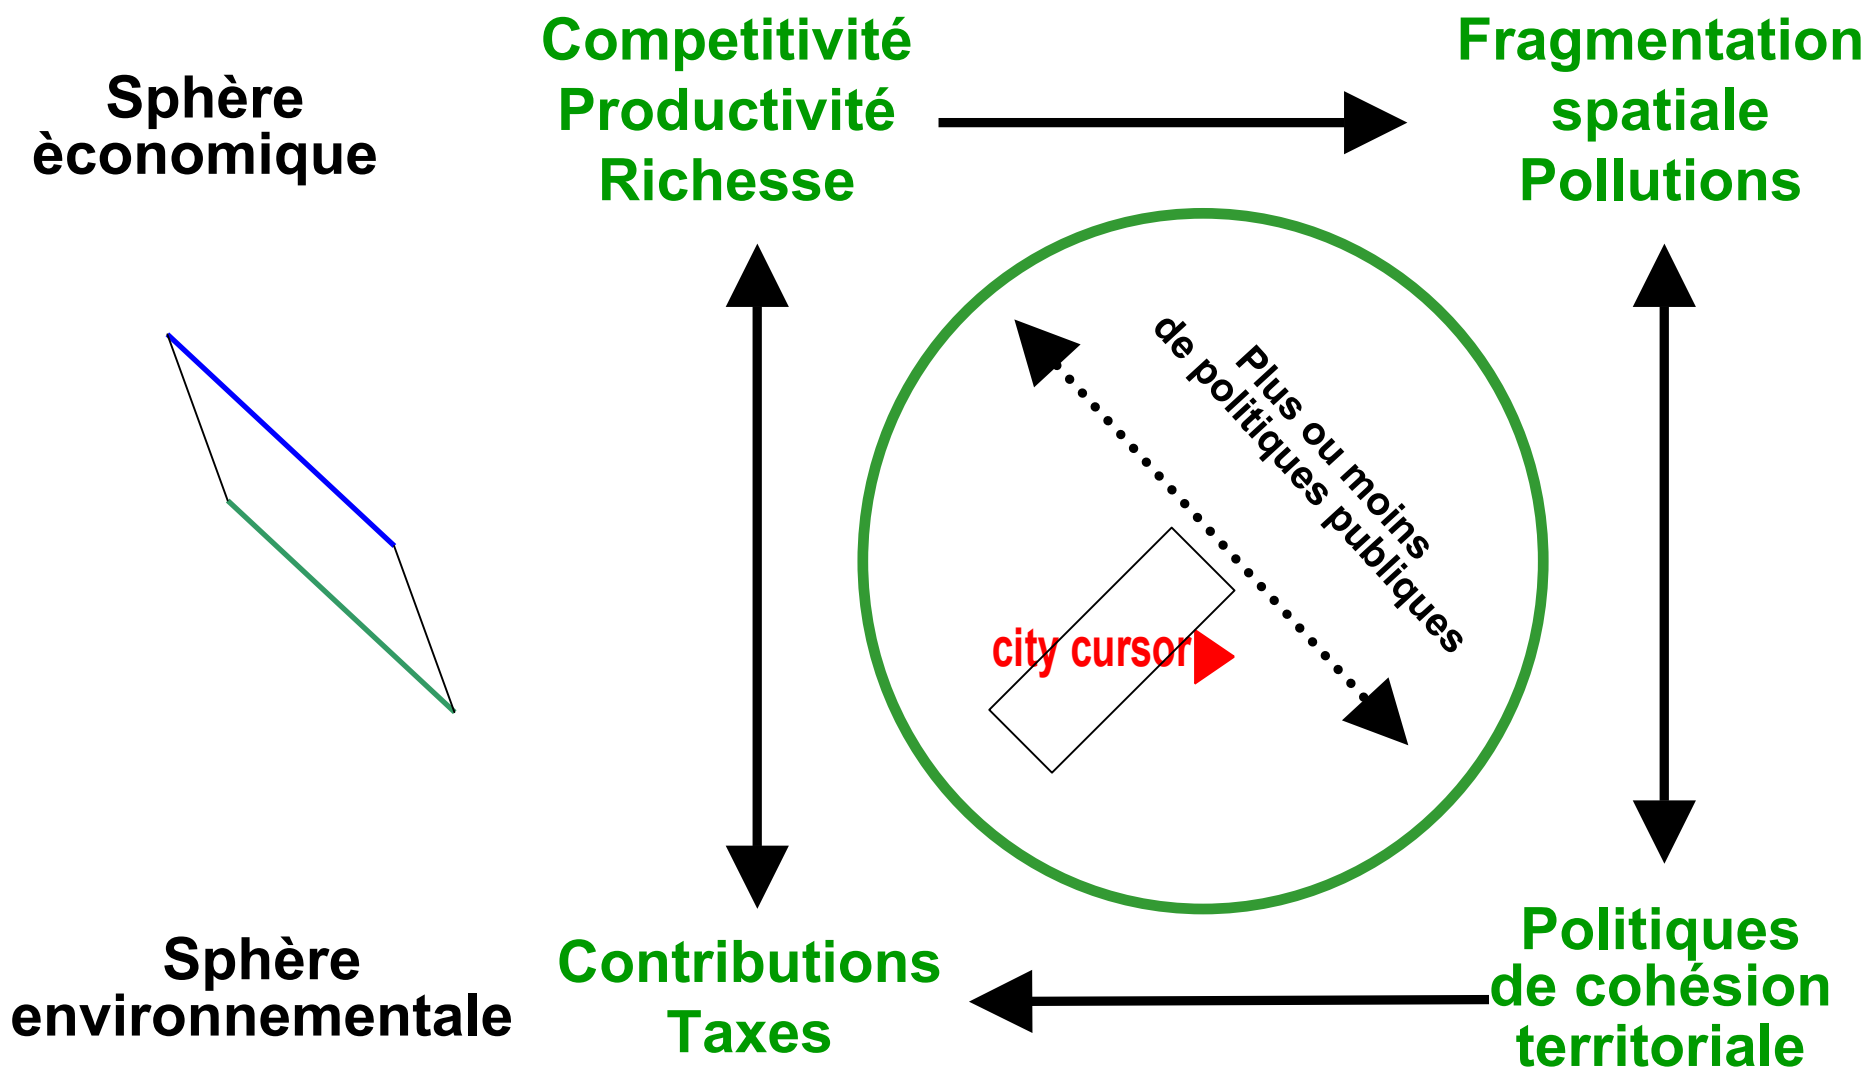 Sphère
èconomique
Competitivité
Productivité
Richesse
Fragmentation
spatiale
Pollutions
Plus ou moins
de politiques publiques
city cursor
Sphère
environnementale
Contributions
Taxes
Politiques
de cohésion
territoriale